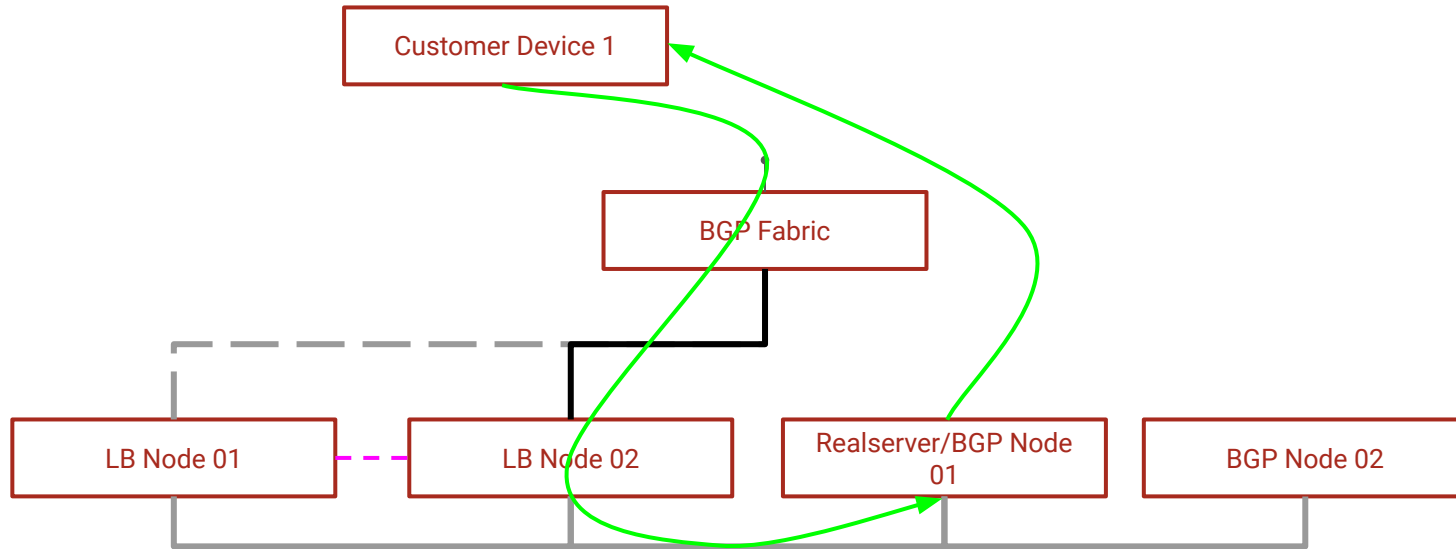 Customer Device 1
BGP Fabric
LB Node 01
LB Node 02
Realserver/BGP Node
01
BGP Node 02